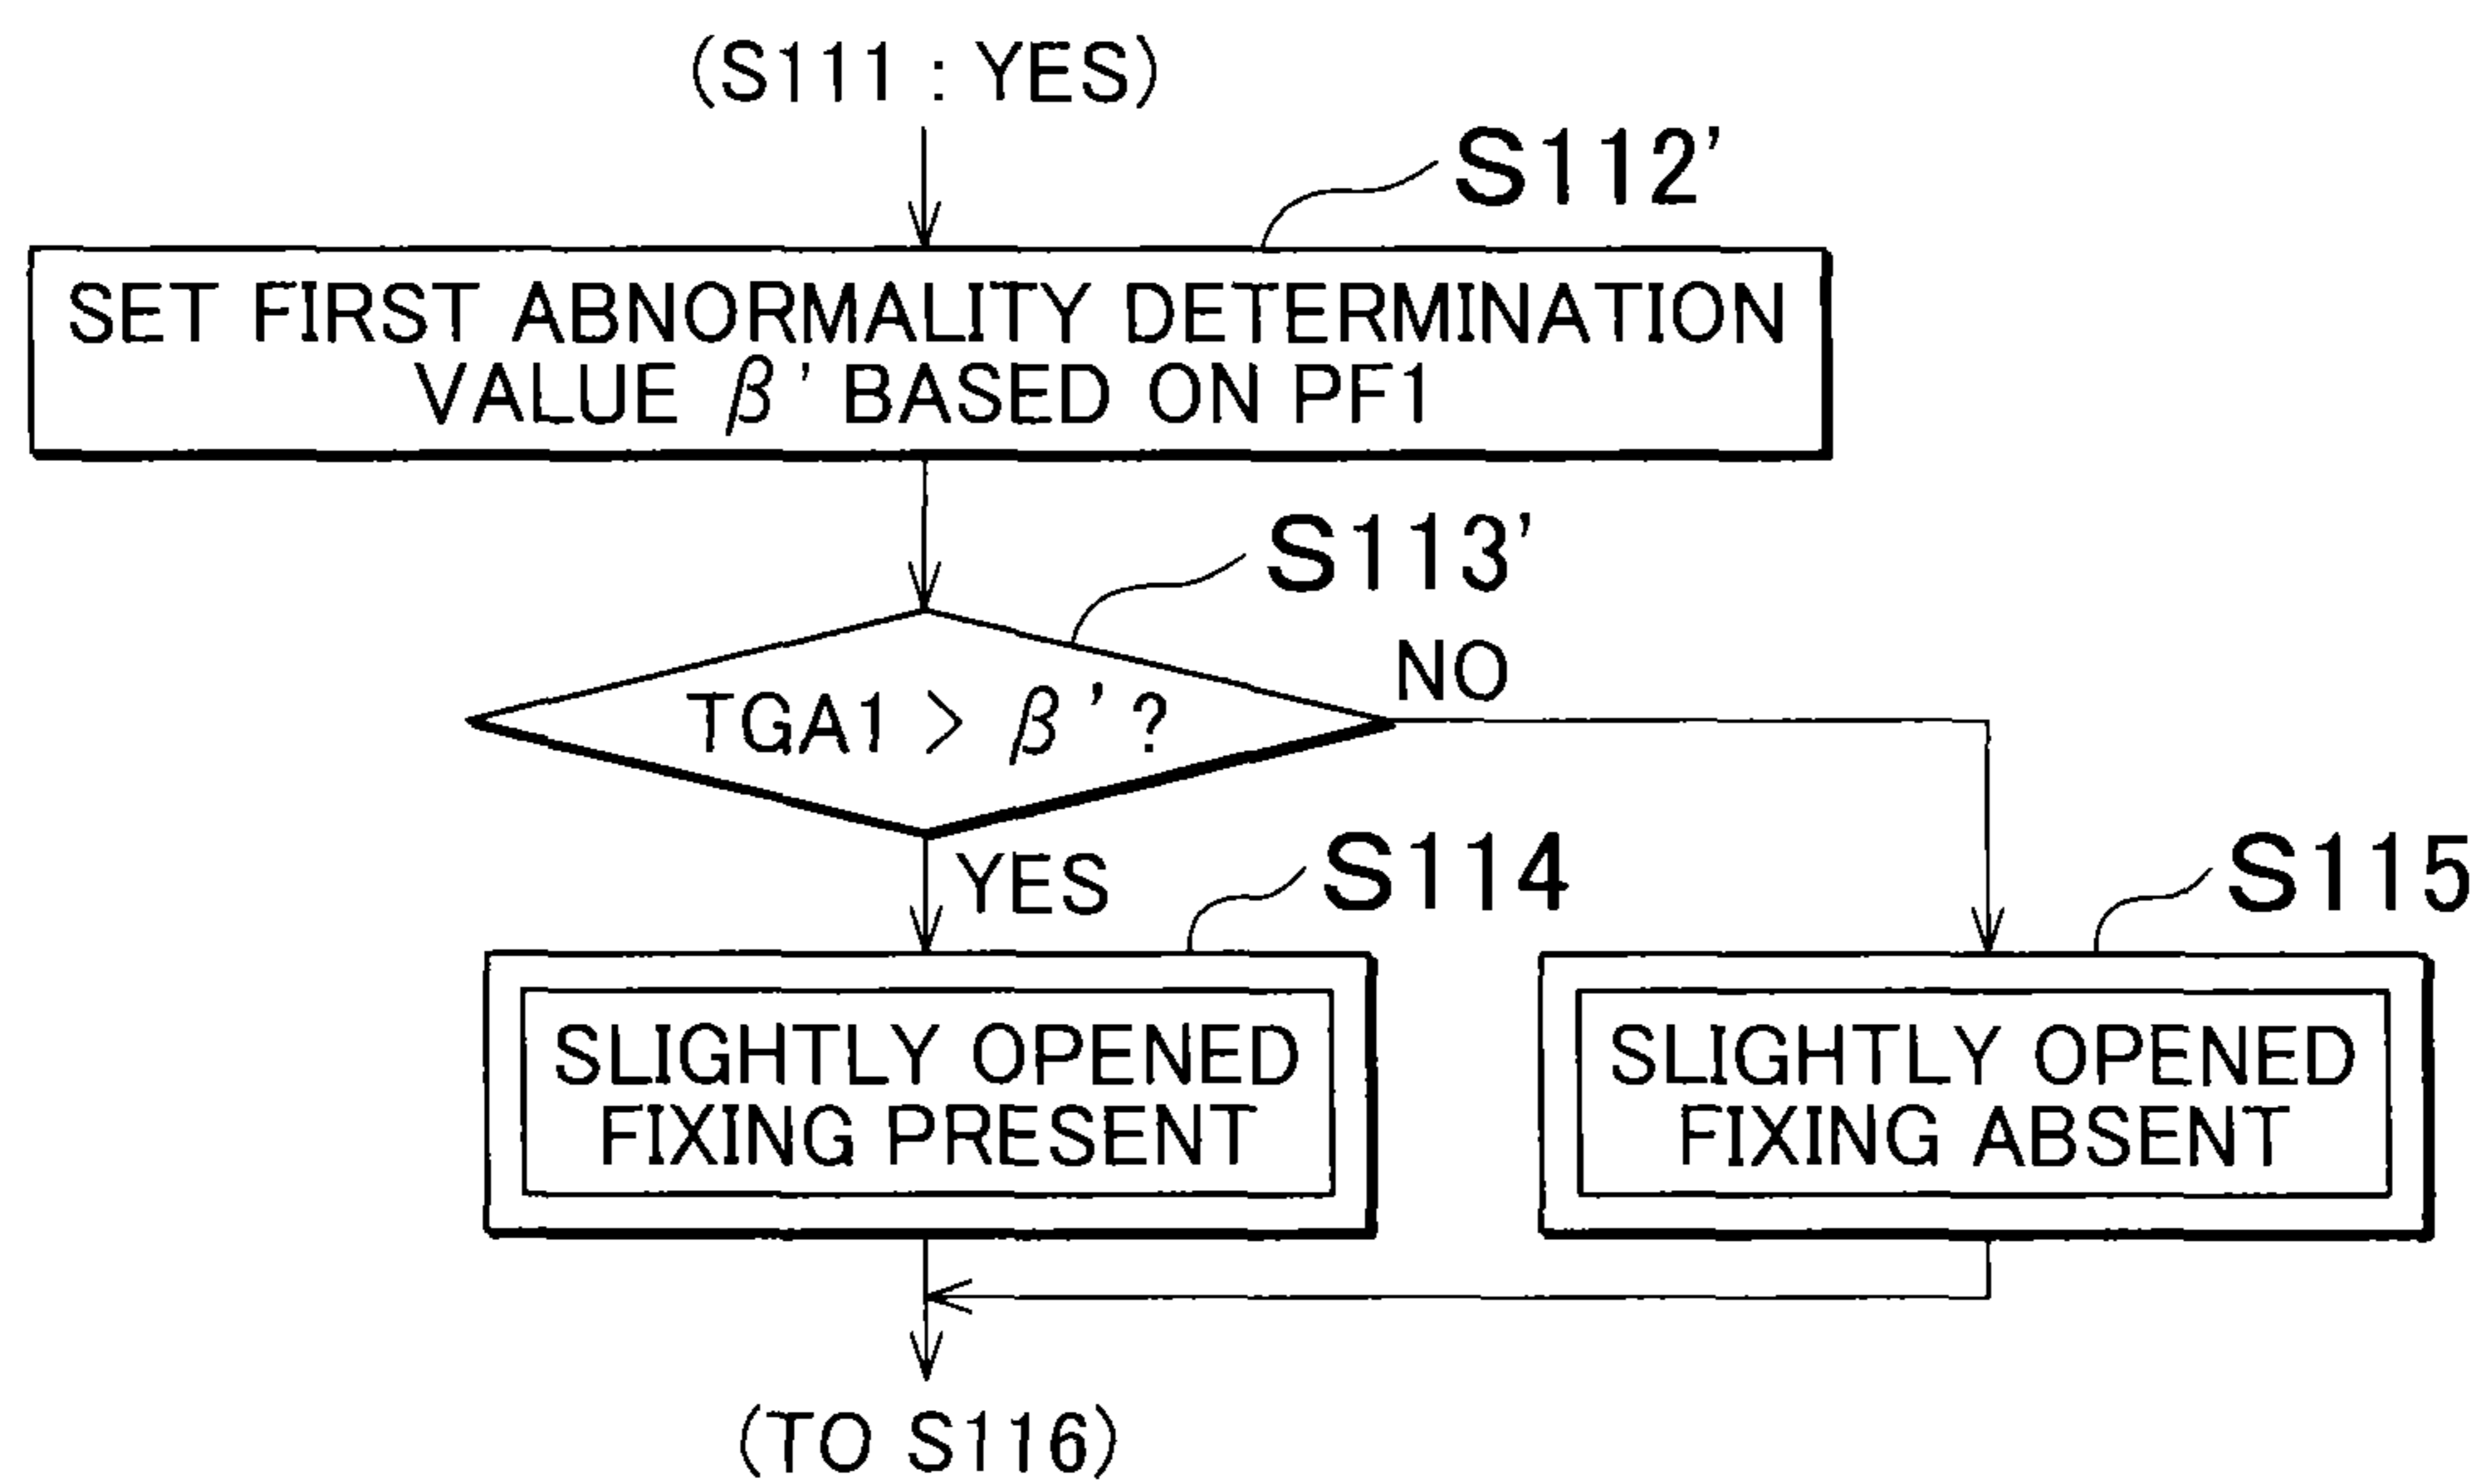 (S111 : YES)
S112'
SET FIRST ABNORMALITY DETERMINATION
VALUE β' BASED ON PF1
S113'
TGA1 > β'?
NO
YES
S114
S115
SLIGHTLY OPENED
FIXING PRESENT
SLIGHTLY OPENED
FIXING ABSENT
(TO S116)